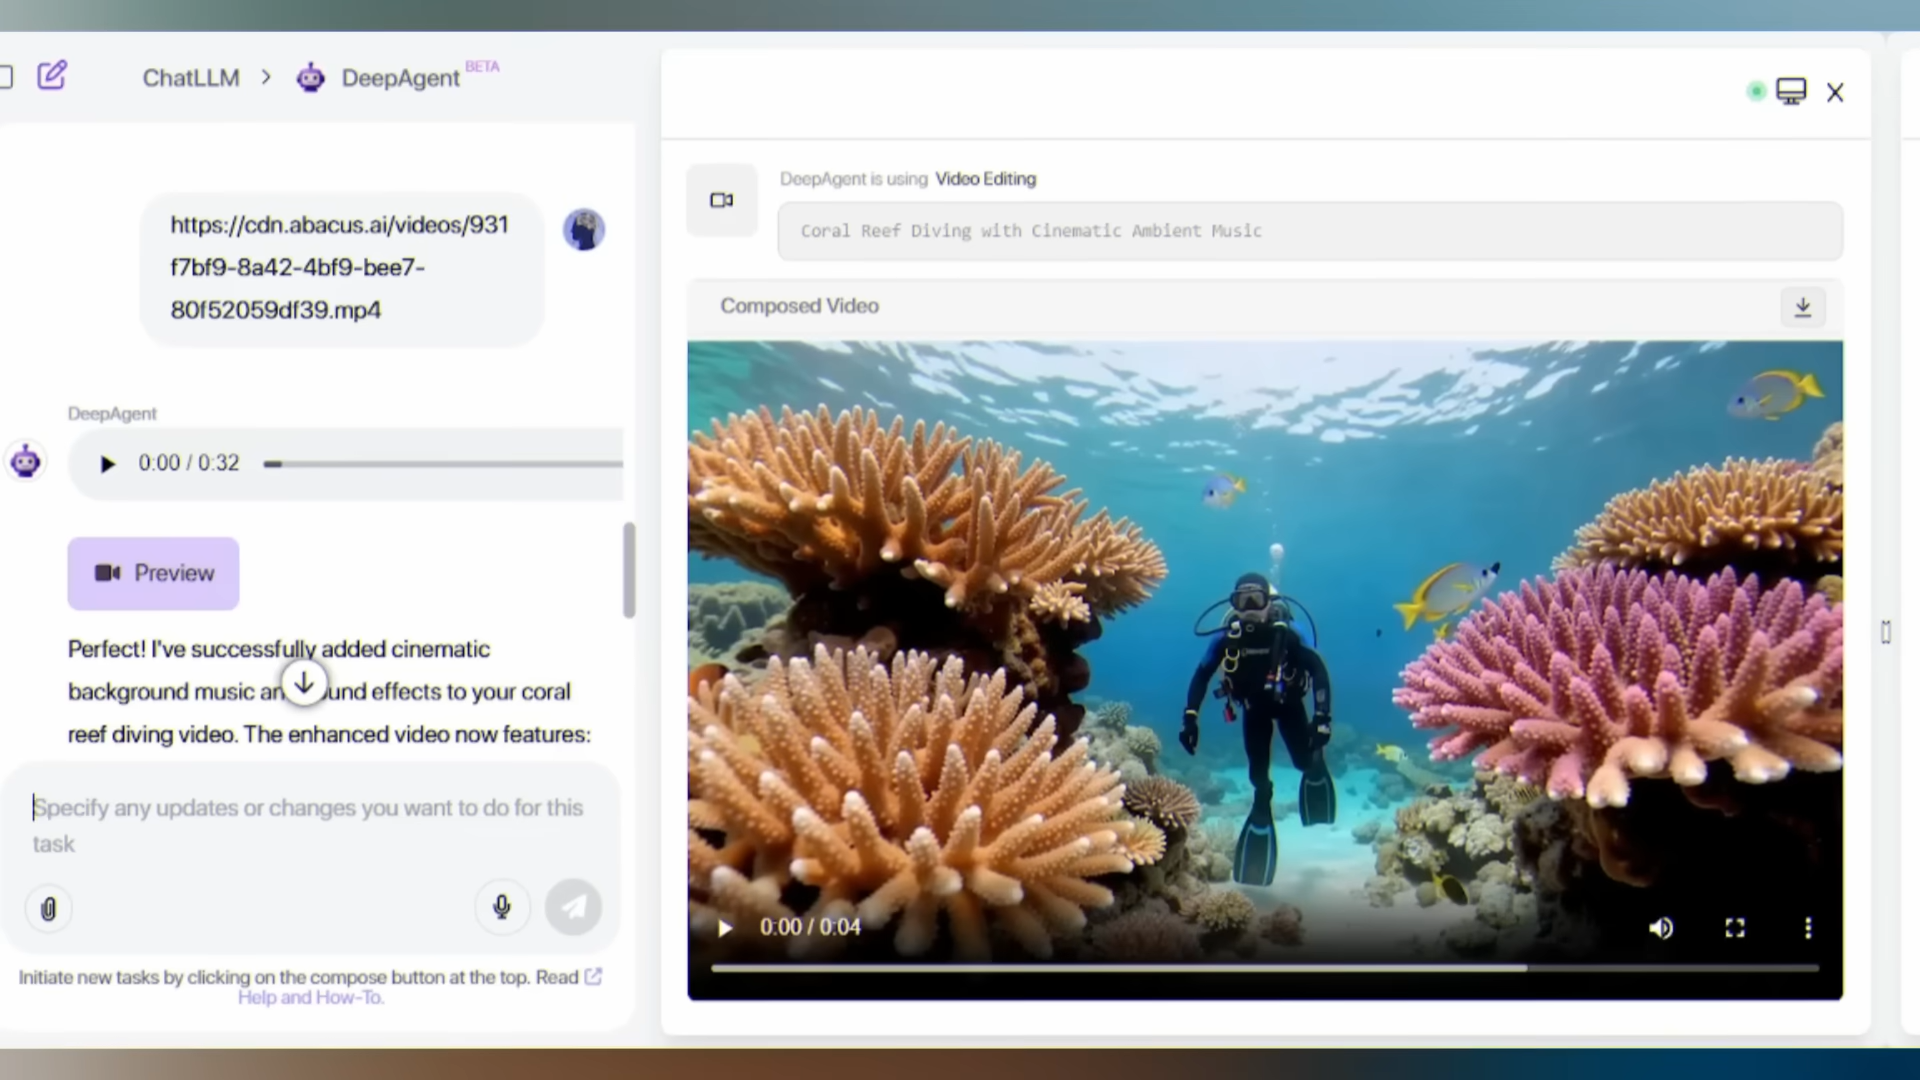 ChatLLM > DeepAgent BETA
https://cdn.abacus.ai/videos/931
f7bf9-8a42-4bf9-bee7-
80f52059df39.mp4
DeepAgent
0:00 / 0:32
Preview
Perfect! I've successfully added cinematic
background music an und effects to your coral
reef diving video. The enhanced video now features:
Specify any updates or changes you want to do for this
task
Initiate new tasks by clicking on the compose button at the top. Read
Help and How-To.
DeepAgent is using Video Editing
Coral Reef Diving with Cinematic Ambient Music
Composed Video
0:00 / 0:04